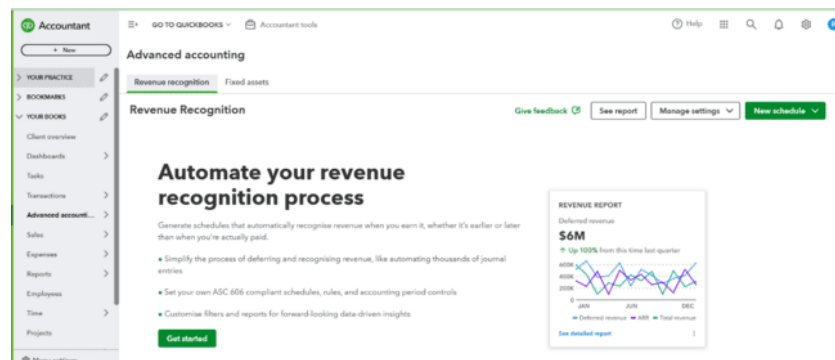 Accountant
GO TO QUICKBOOKS
Accountant tools
Help
+ New
Advanced accounting
YOUR PRACTICE
Revenue recognition
Fixed assets
BOOKMARKS
Revenue Recognition
Give feedback
See report
Manage settings
New schedule
YOUR BOOKS
Client overview
Dashboards
Tasks
Transactions
Advanced accounti...
Sales
Expenses
Reports
Employees
Time
Projects
Menu settings
Automate your revenue
recognition process
Generate schedules that automatically recognise revenue when you earn it, whether it's earlier or later
than when you're actually paid.
• Simplify the process of deferring and recognising revenue, like automating thousands of journal
entries
• Set your own ASC 606 compliant schedules, rules, and accounting period controls
• Customise filters and reports for forward-looking data-driven insights
Get started
REVENUE REPORT
Deferred revenue
$6M
↑ Up 100% from this time last quarter
600K
400K
200K
0
JAN JUN DEC
Deferred revenue ARR Total revenue
See detailed report